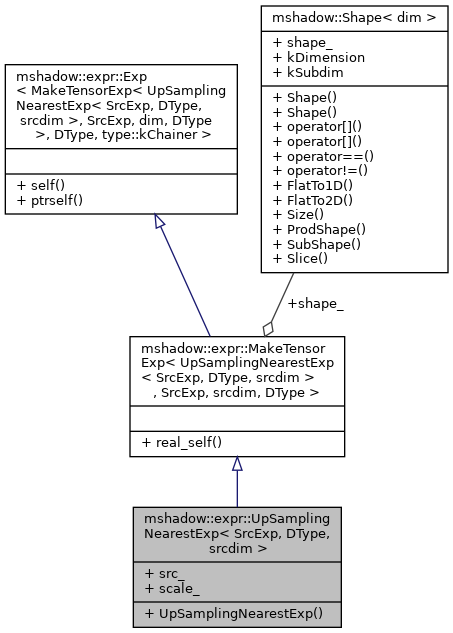 mshadow::Shape< dim >
+ shape_
+ kDimension
+ kSubdim
+ Shape()
+ Shape()
+ operator[]()
+ operator[]()
+ operator==()
+ operator!=()
+ FlatTo1D()
+ FlatTo2D()
+ Size()
+ ProdShape()
+ SubShape()
+ Slice()
mshadow::expr::Exp
< MakeTensorExp< UpSampling
NearestExp< SrcExp, DType,
srcdim >, SrcExp, dim, DType
>, DType, type::kChainer >
+ self()
+ ptrself()
+shape_
mshadow::expr::MakeTensor
Exp< UpSamplingNearestExp
< SrcExp, DType, srcdim >
, SrcExp, srcdim, DType >
+ real_self()
mshadow::expr::UpSampling
NearestExp< SrcExp, DType,
srcdim >
+ src_
+ scale_
+ UpSamplingNearestExp()